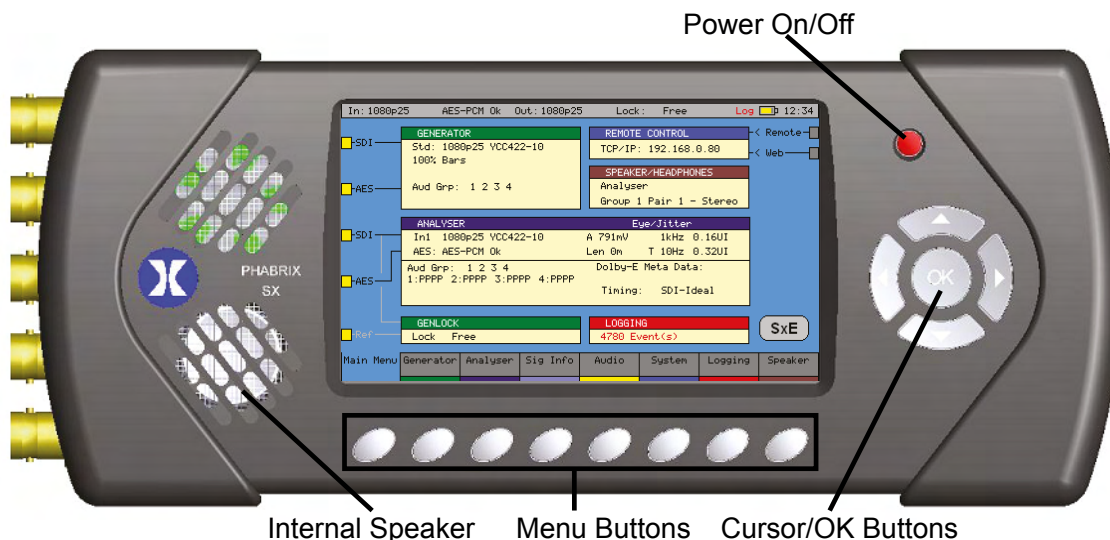 Power On/Off
In: 1080p25 AES-PCM Ok Out: 1080p25 Lock: Free Log 12:34
SDI
GENERATOR
Std: 1080p25 YCC422-10
100% Bars
AES
Aud Grp: 1 2 3 4
REMOTE CONTROL
TCP/IP: 192.168.0.80
< Remote
< Web
SPEAKER/HEADPHONES
Analyser
Group 1 Pair 1 - Stereo
SDI
ANALYSER Eye/Jitter
In1 1080p25 YCC422-10 A 791mV 1kHz 0.16UI
AES: AES-PCM Ok Len 0m T 10Hz 0.32UI
AES
Aud Grp: 1 2 3 4 Dolby-E Meta Data:
1:PPPP 2:PPPP 3:PPPP 4:PPPP
Timing: SDI-Ideal
Ref
GENLOCK
Lock Free
LOGGING
4780 Event(s)
SxE
Main Menu Generator Analyser Sig Info Audio System Logging Speaker
PHABRIX
SX
OK
Internal Speaker Menu Buttons Cursor/OK Buttons